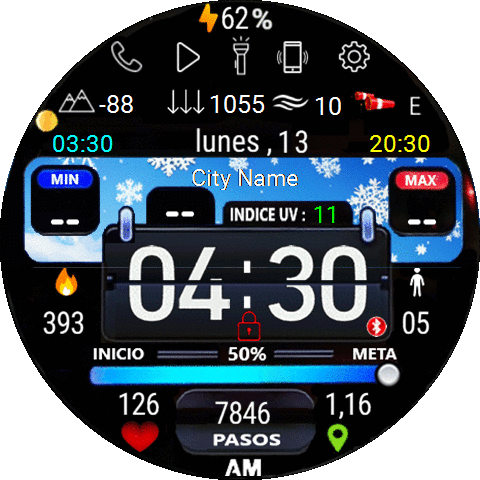 62%
-88 1055 10 E
03:30 lunes , 13 20:30
City Name
MIN MAX
-- -- --
INDICE UV : 11
04:30
393 05
INICIO 50% META
126 7846 1,16
PASOS
AM